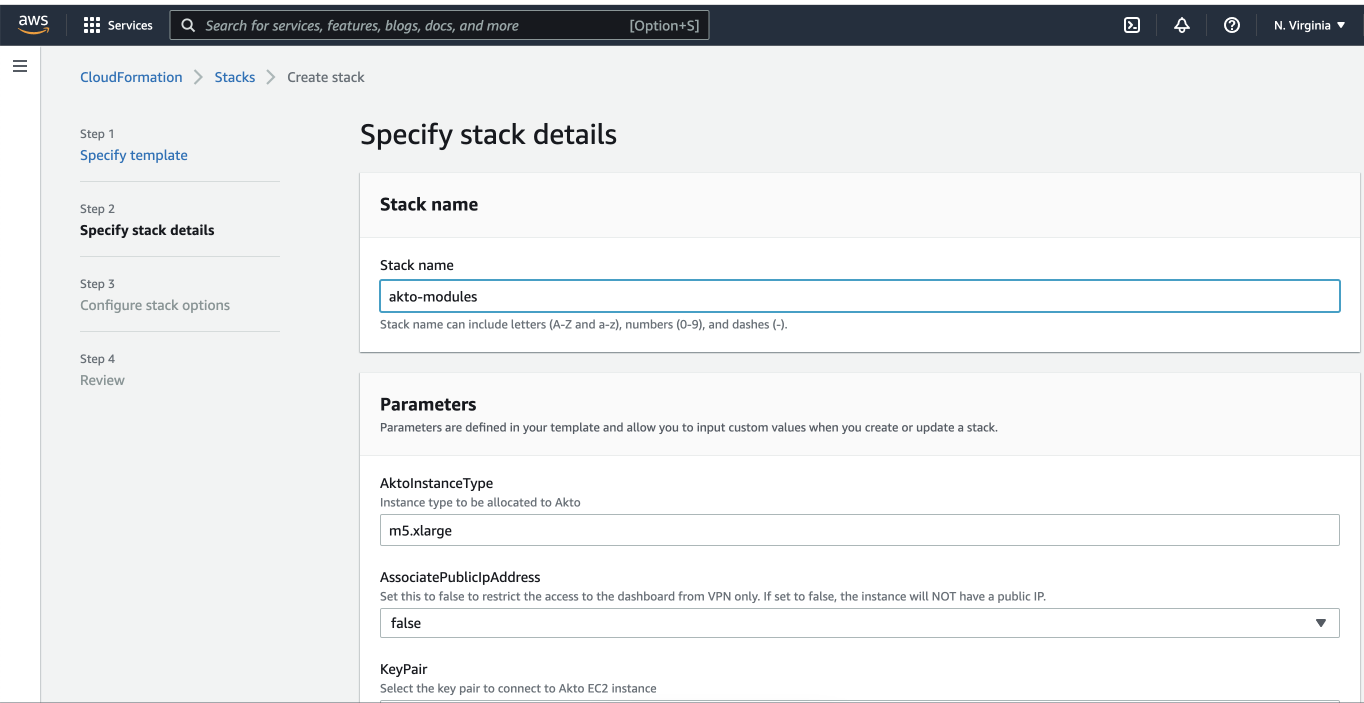 aws
Services
Search for services, features, blogs, docs, and more
[Option+S]
N. Virginia
CloudFormation
Stacks
Create stack
Step 1
Specify template
Step 2
Specify stack details
Step 3
Configure stack options
Step 4
Review
Specify stack details
Stack name
Stack name
akto-modules
Stack name can include letters (A-Z and a-z), numbers (0-9), and dashes (-).
Parameters
Parameters are defined in your template and allow you to input custom values when you create or update a stack.
AktoInstanceType
Instance type to be allocated to Akto
m5.xlarge
AssociatePublicIpAddress
Set this to false to restrict the access to the dashboard from VPN only. If set to false, the instance will NOT have a public IP.
false
KeyPair
Select the key pair to connect to Akto EC2 instance